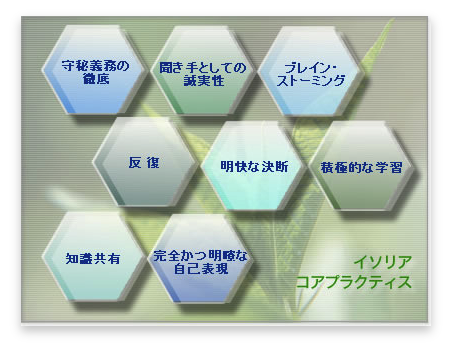 守秘義務の
徹底
聞き手としての
誠実性
ブレイン・
ストーミング
反復
明快な決断
積極的な学習
知識共有
完全かつ明瞭な
自己表現
イソリア
コアプラクティス